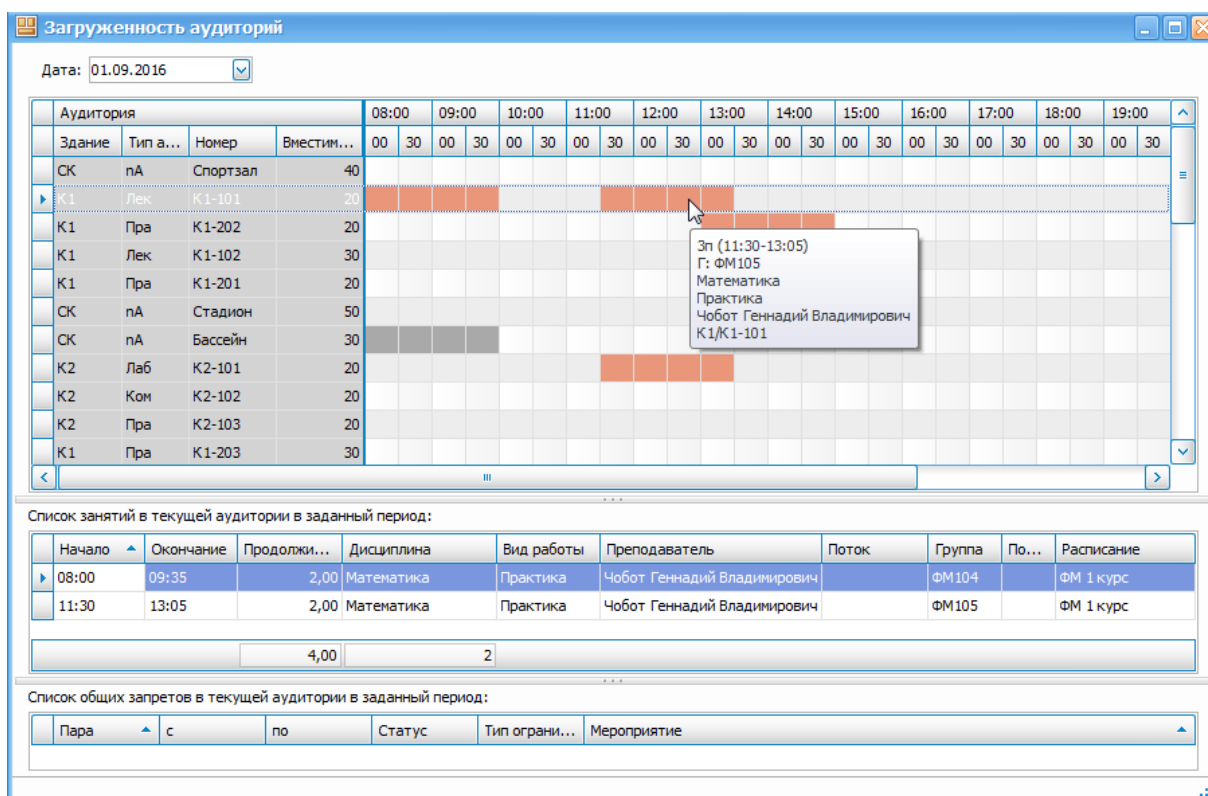 Загруженность аудиторий
Дата: 01.09.2016
Аудитория 08:00 09:00 10:00 11:00 12:00 13:00 14:00 15:00 16:00 17:00 18:00 19:00
Здание Тип а... Номер Вместим... 00 30 00 30 00 30 00 30 00 30 00 30 00 30 00 30 00 30 00 30 00 30 00 30
СК пА Спортзал 40
К1 Лек К1-101 20
К1 Пра К1-202 20
К1 Лек К1-102 30
К1 Пра К1-201 20
СК пА Стадион 50
СК пА Бассейн 30
К2 Лаб К2-101 20
К2 Ком К2-102 20
К2 Пра К2-103 20
К1 Пра К1-203 30
3п (11:30-13:05)
Г: ФМ105
Математика
Практика
Чобот Геннадий Владимирович
К1/К1-101
Список занятий в текущей аудитории в заданный период:
Начало Окончание Продолжи... Дисциплина Вид работы Преподаватель Поток Группа По... Расписание
08:00 09:35 2,00 Математика Практика Чобот Геннадий Владимирович ФМ104 ФМ 1 курс
11:30 13:05 2,00 Математика Практика Чобот Геннадий Владимирович ФМ105 ФМ 1 курс
4,00 2
Список общих запретов в текущей аудитории в заданный период:
Пара с по Статус Тип ограни... Мероприятие